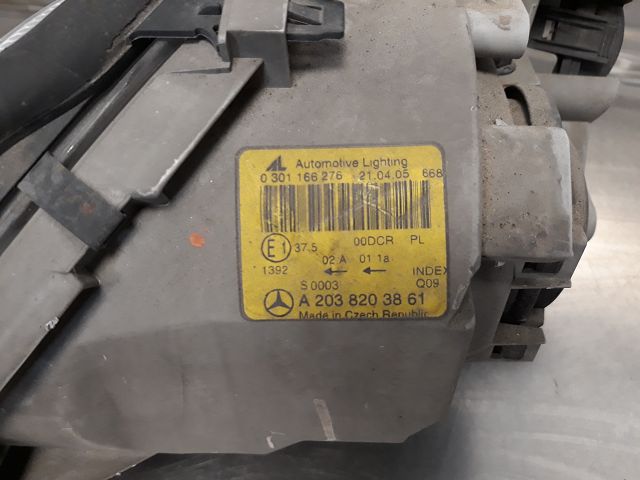 AL Automotive Lighting
0 301 166 276 21.04.05 668
E1 37.5 00DCR PL
1392 02 A 01 1a INDEX
S 0003 Q09
A 203 820 38 61
Made in Czech Republic